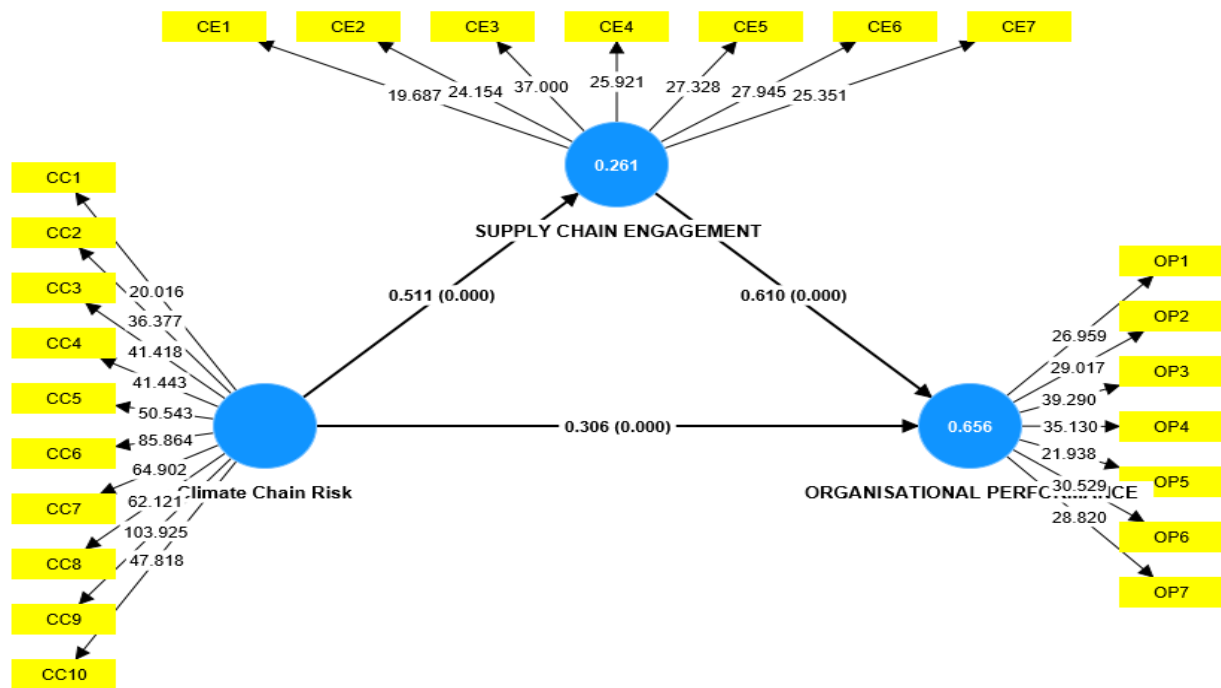 CE1
CE2
CE3
CE4
CE5
CE6
CE7
19.687
24.154
37.000
25.921
27.328
27.945
25.351
0.261
SUPPLY CHAIN ENGAGEMENT
CC1
CC2
CC3
CC4
CC5
CC6
CC7
CC8
CC9
CC10
20.016
36.377
41.418
41.443
50.543
85.864
64.902
62.121
103.925
47.818
Climate Chain Risk
0.511 (0.000)
0.610 (0.000)
0.306 (0.000)
0.656
ORGANISATIONAL PERFORMANCE
26.959
29.017
39.290
35.130
21.938
30.529
28.820
OP1
OP2
OP3
OP4
OP5
OP6
OP7